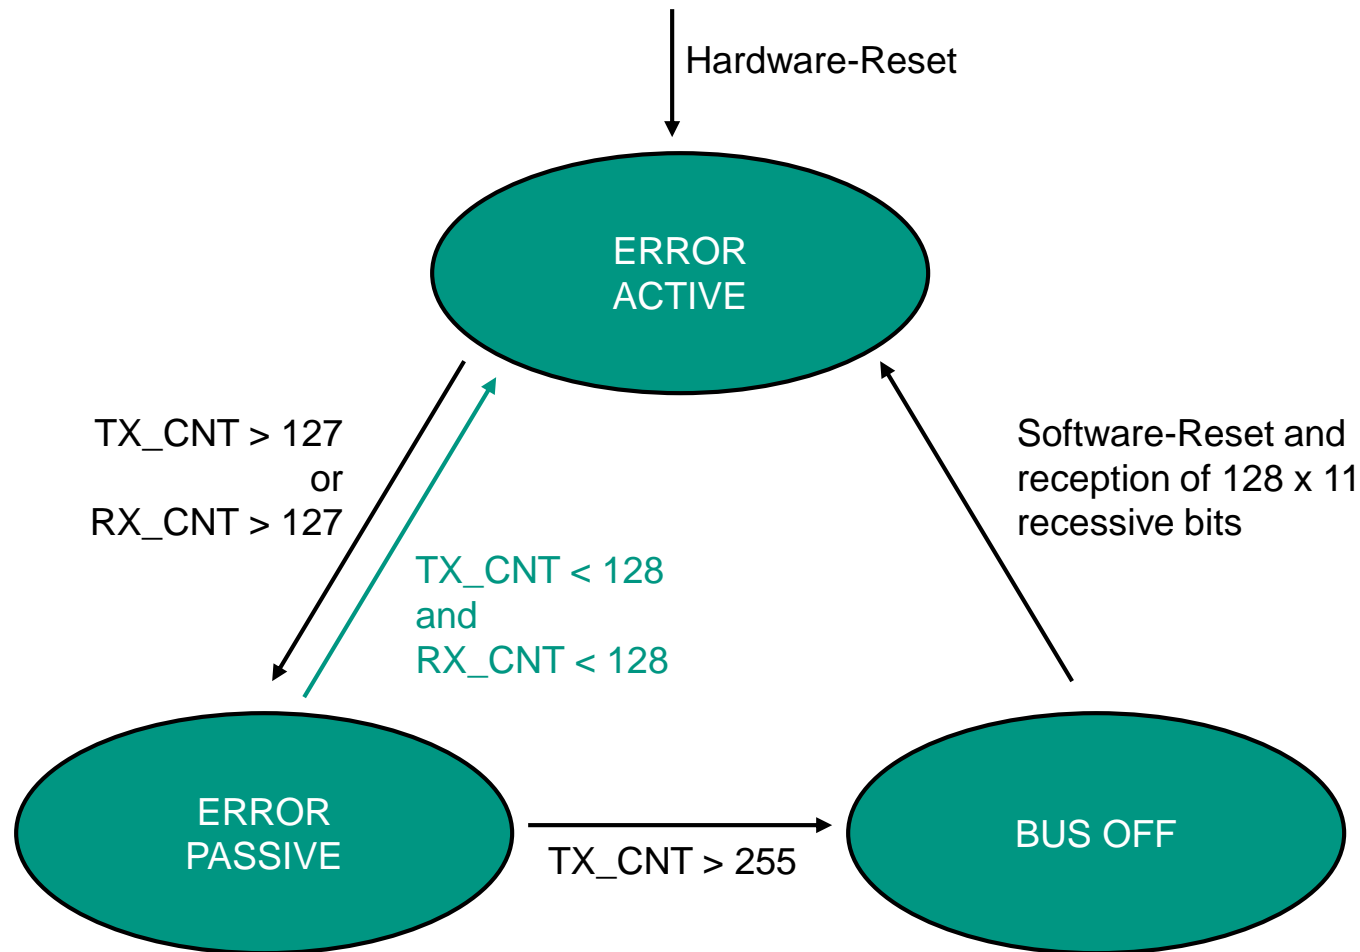 Hardware-Reset
ERROR
ACTIVE
TX_CNT > 127
or
RX_CNT > 127
TX_CNT < 128
and
RX_CNT < 128
Software-Reset and
reception of 128 x 11
recessive bits
ERROR
PASSIVE
TX_CNT > 255
BUS OFF